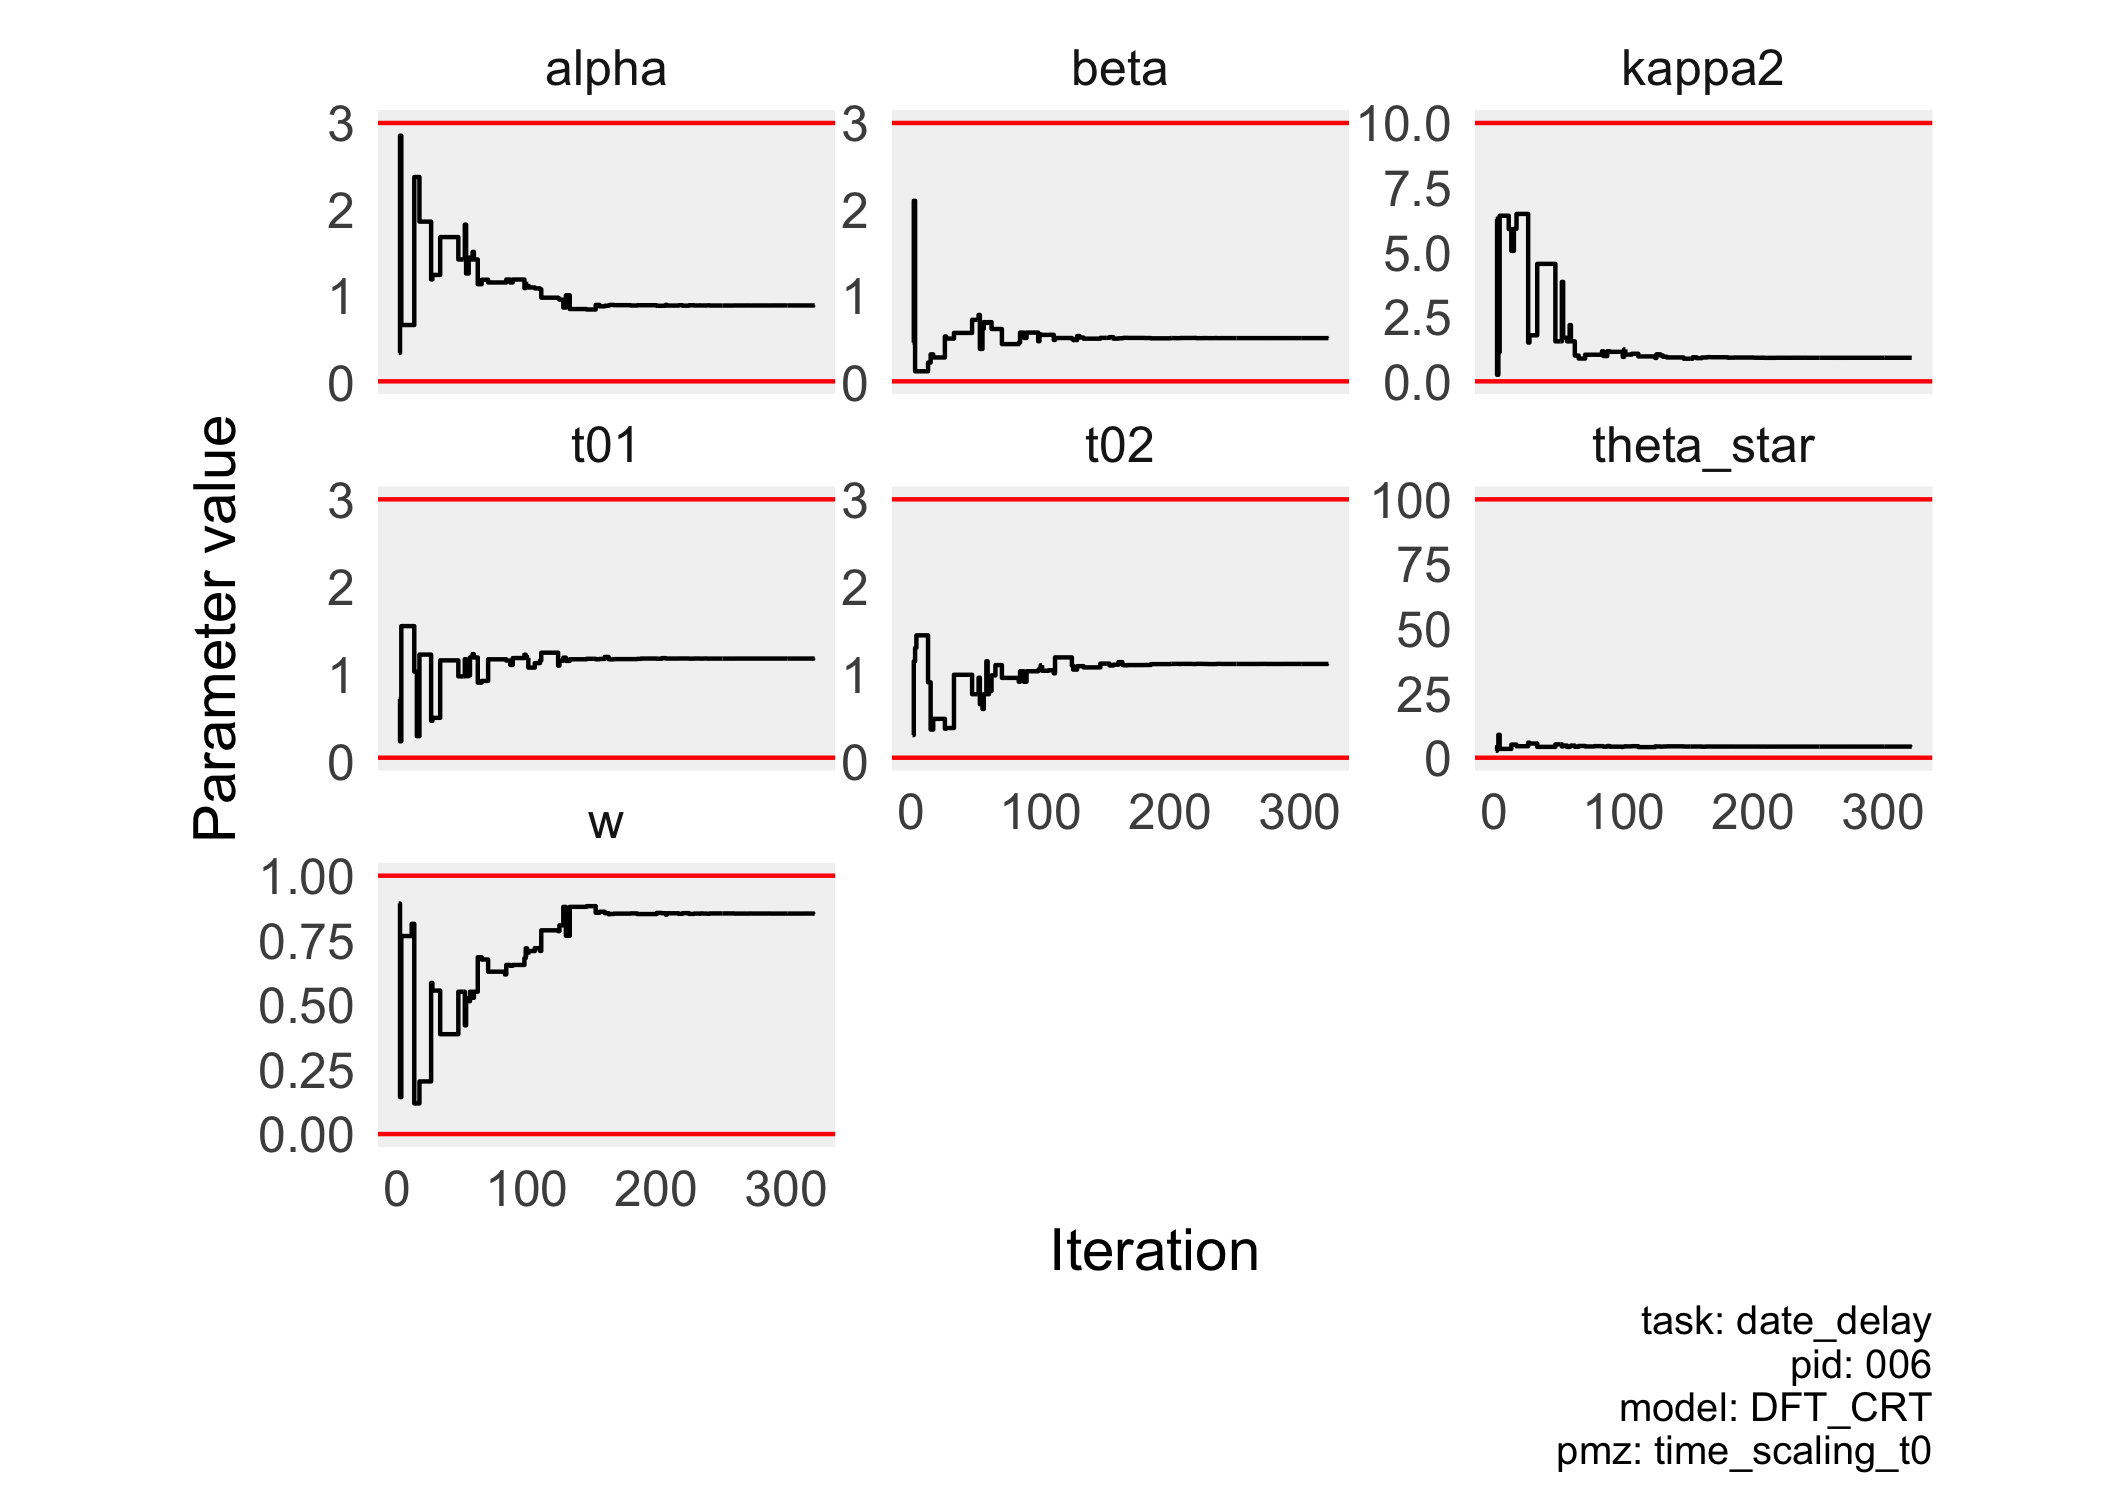 alpha beta kappa2
3 3 10.0
2 2 7.5
5.0
1 1 2.5
0 0 0.0
t01 t02 theta_star
3 3 100
2 2 75
50
1 1 25
0 0 0
0 100 200 300 0 100 200 300
Parameter value
w
1.00
0.75
0.50
0.25
0.00
0 100 200 300
Iteration
task: date_delay
pid: 006
model: DFT_CRT
pmz: time_scaling_t0